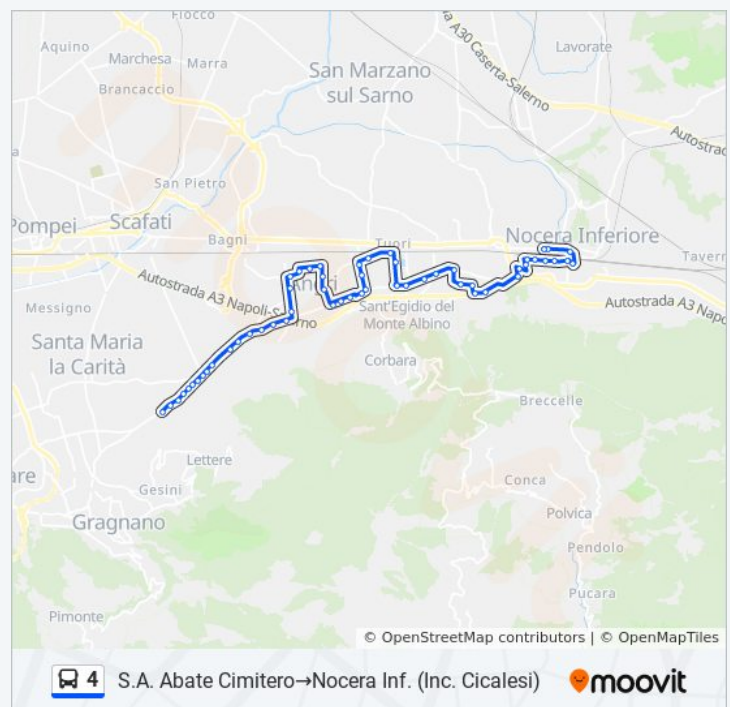 Fiocco
Aquino
Marchesa
Marra
Brancaccio
San Marzano
sul Sarno
A30 Caserta-Salerno
Lavorate
Autostrad
San Pietro
Pompei
Scafati
Bagni
Tuori
Nocera Inferiore
Tavern
Autostrada A3 Napoli-Salerno
Messigno
Sant'Egidio del
Monte Albino
Autostrada A3 Napo
Santa Maria
la Carità
Corbara
Breccelle
are
Lettere
Gesini
Conca
Gragnano
Polvica
Pendolo
Pucara
Pimonte
© OpenStreetMap contributors | © OpenMapTiles
4 S.A. Abate Cimitero→Nocera Inf. (Inc. Cicalesi) moovit